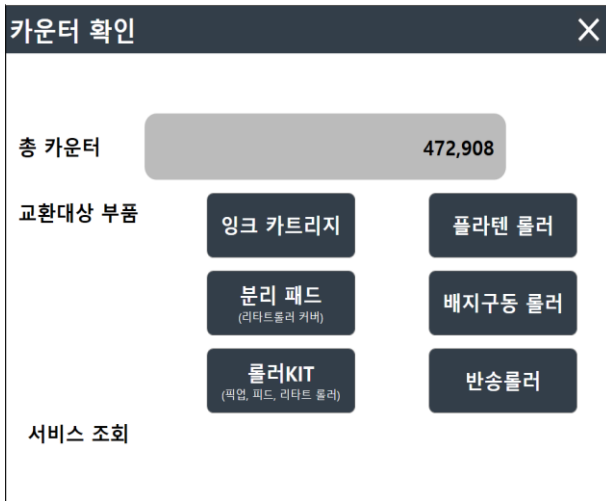 카운터 확인
총 카운터
472,908
교환대상 부품
잉크 카트리지
플라텐 롤러
분리 패드
(리타트롤러 커버)
배지구동 롤러
롤러KIT
(픽업, 피드, 리타트 롤러)
반송롤러
서비스 조회